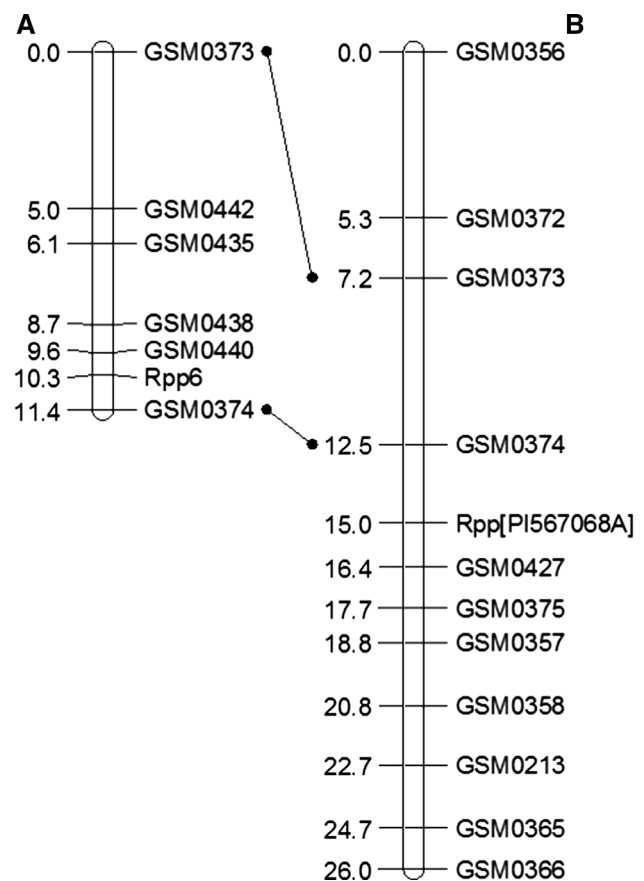 A
0.0 GSM0373
5.0 GSM0442
6.1 GSM0435
8.7 GSM0438
9.6 GSM0440
10.3 Rpp6
11.4 GSM0374
B
0.0 GSM0356
5.3 GSM0372
7.2 GSM0373
12.5 GSM0374
15.0 Rpp[PI567068A]
16.4 GSM0427
17.7 GSM0375
18.8 GSM0357
20.8 GSM0358
22.7 GSM0213
24.7 GSM0365
26.0 GSM0366